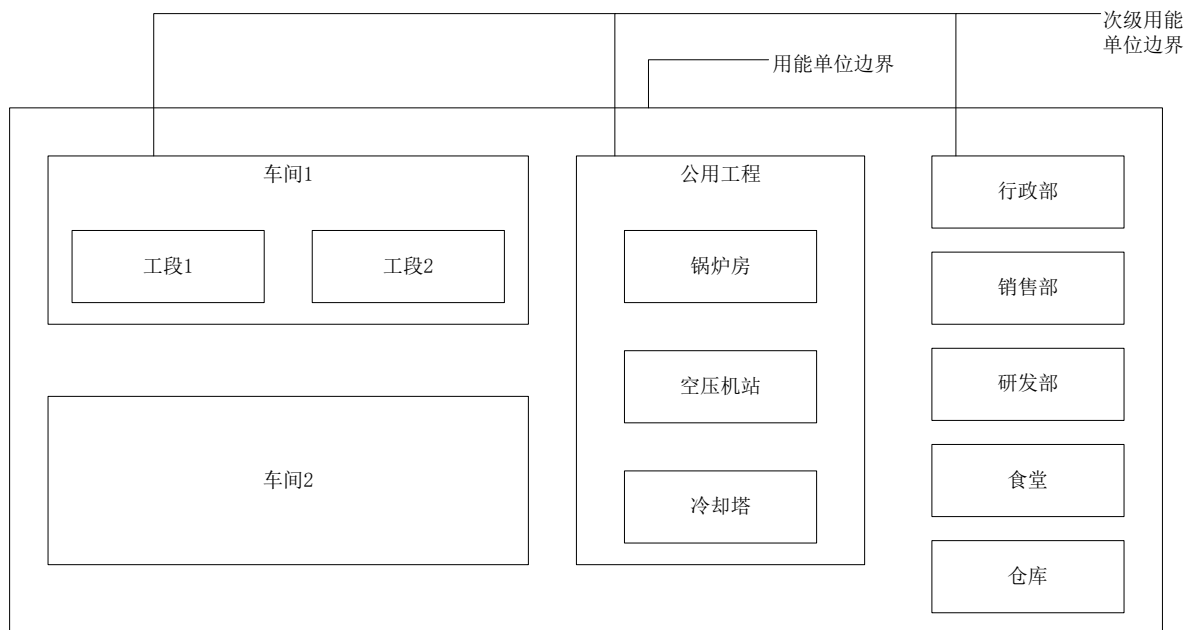 次级用能
单位边界
用能单位边界
车间1
工段1
工段2
车间2
公用工程
锅炉房
空压机站
冷却塔
行政部
销售部
研发部
食堂
仓库